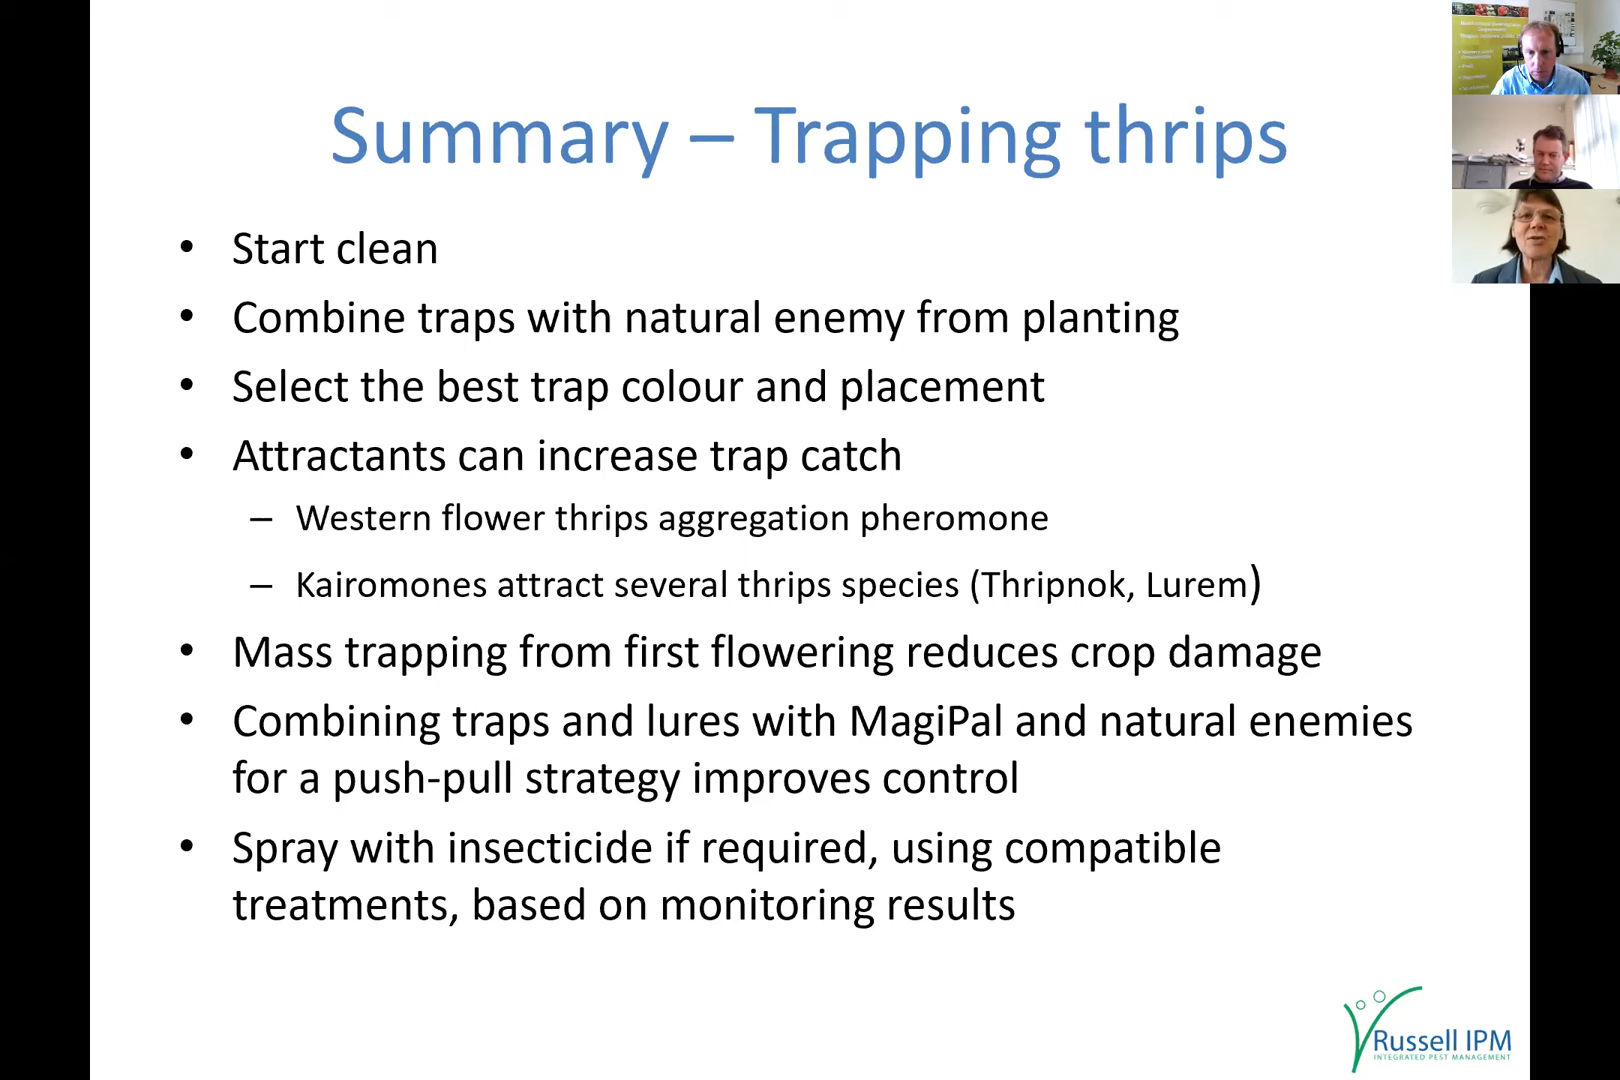 Summary – Trapping thrips
• Start clean
• Combine traps with natural enemy from planting
• Select the best trap colour and placement
• Attractants can increase trap catch
– Western flower thrips aggregation pheromone
– Kairomones attract several thrips species (Thripnok, Lurem)
• Mass trapping from first flowering reduces crop damage
• Combining traps and lures with MagiPal and natural enemies
for a push-pull strategy improves control
• Spray with insecticide if required, using compatible
treatments, based on monitoring results
Russell IPM
INTEGRATED PEST MANAGEMENT